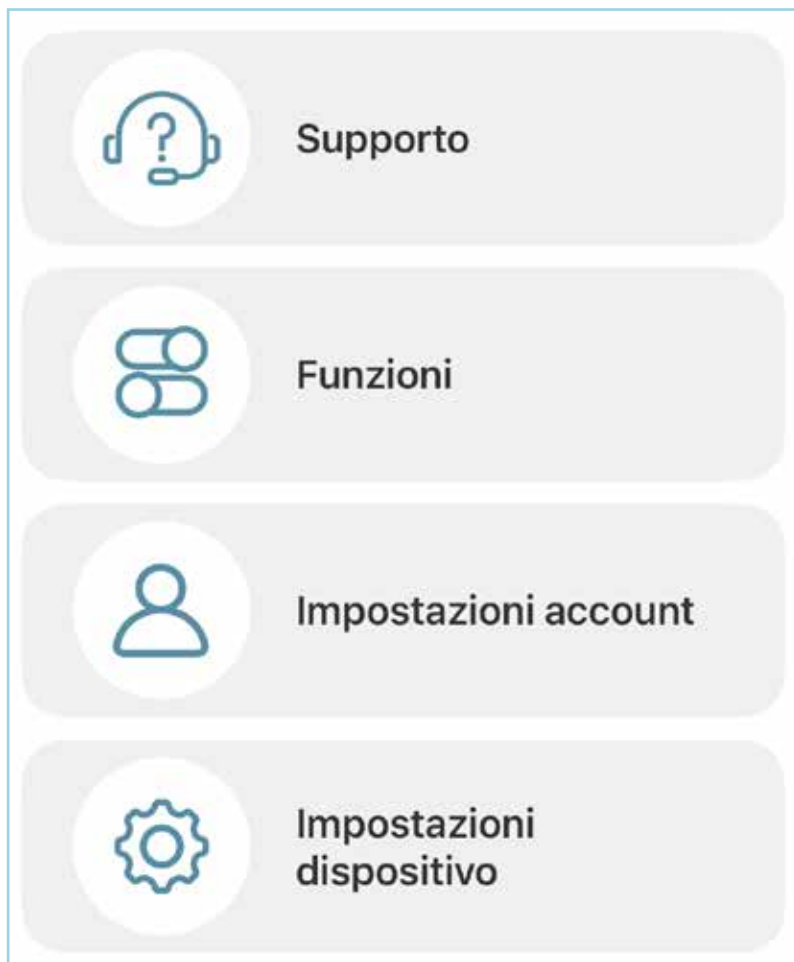 Supporto
Funzioni
Impostazioni account
Impostazioni
dispositivo